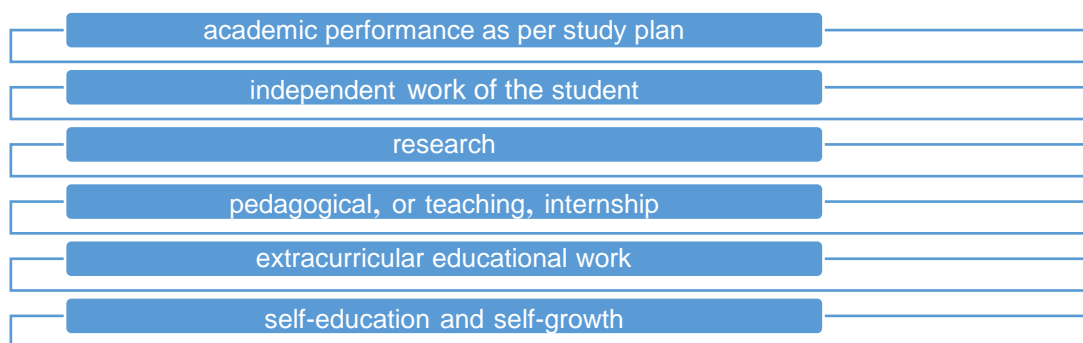 academic performance as per study plan
independent work of the student
research
pedagogical, or teaching, internship
extracurricular educational work
self-education and self-growth